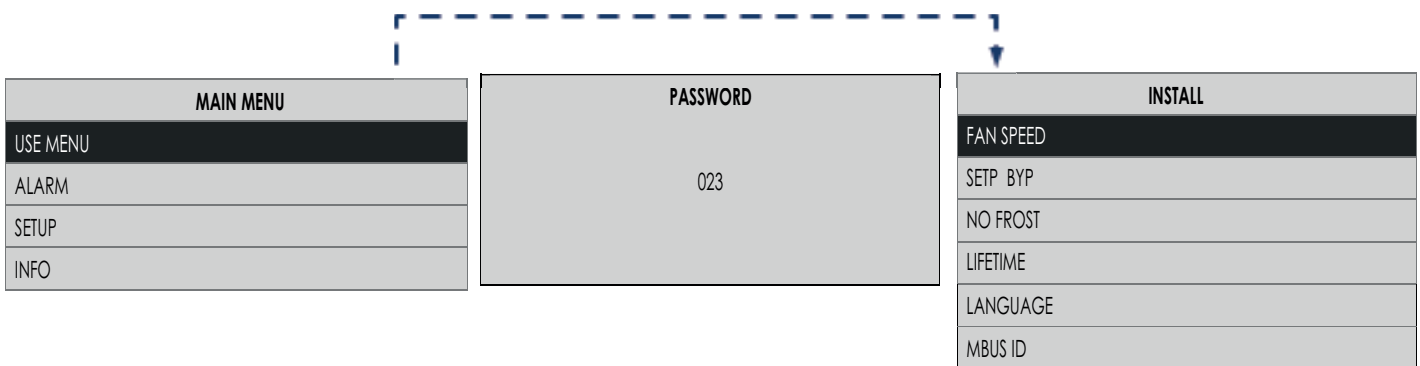 MAIN MENU
USE MENU
ALARM
SETUP
INFO
PASSWORD
023
INSTALL
FAN SPEED
SETP BYP
NO FROST
LIFETIME
LANGUAGE
MBUS ID